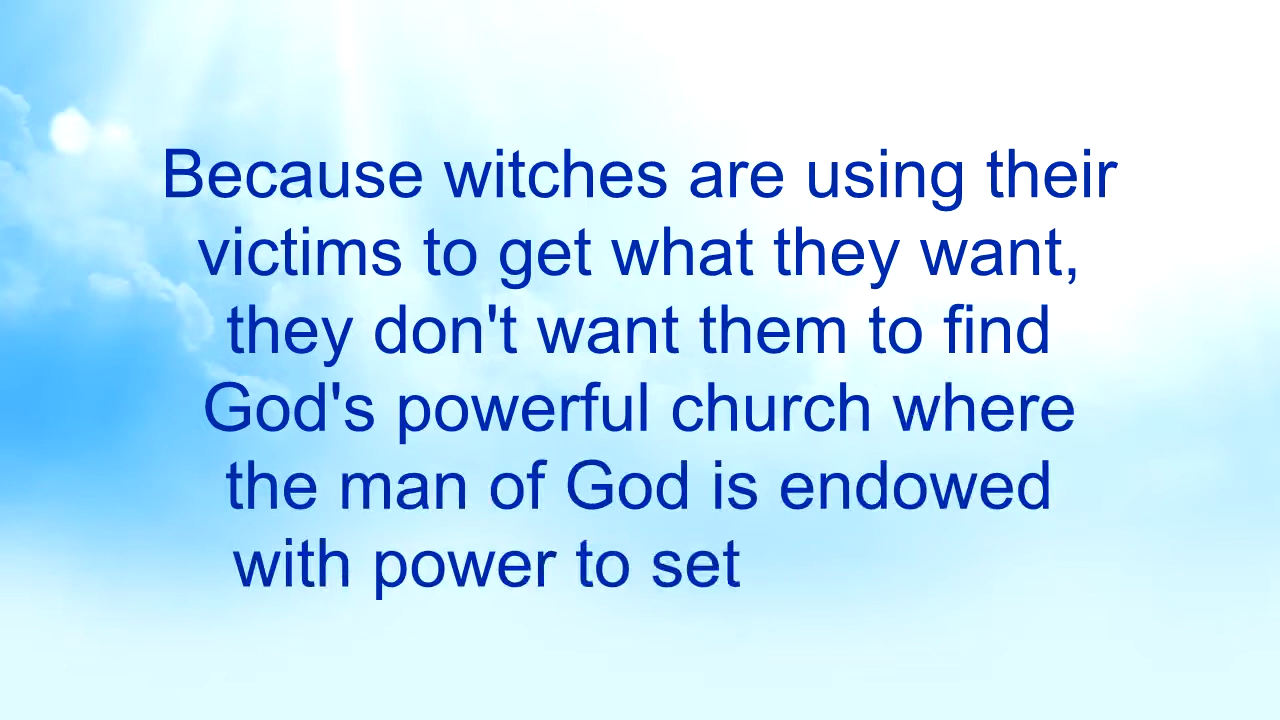 Because witches are using their
victims to get what they want,
they don't want them to find
God's powerful church where
the man of God is endowed
with power to set